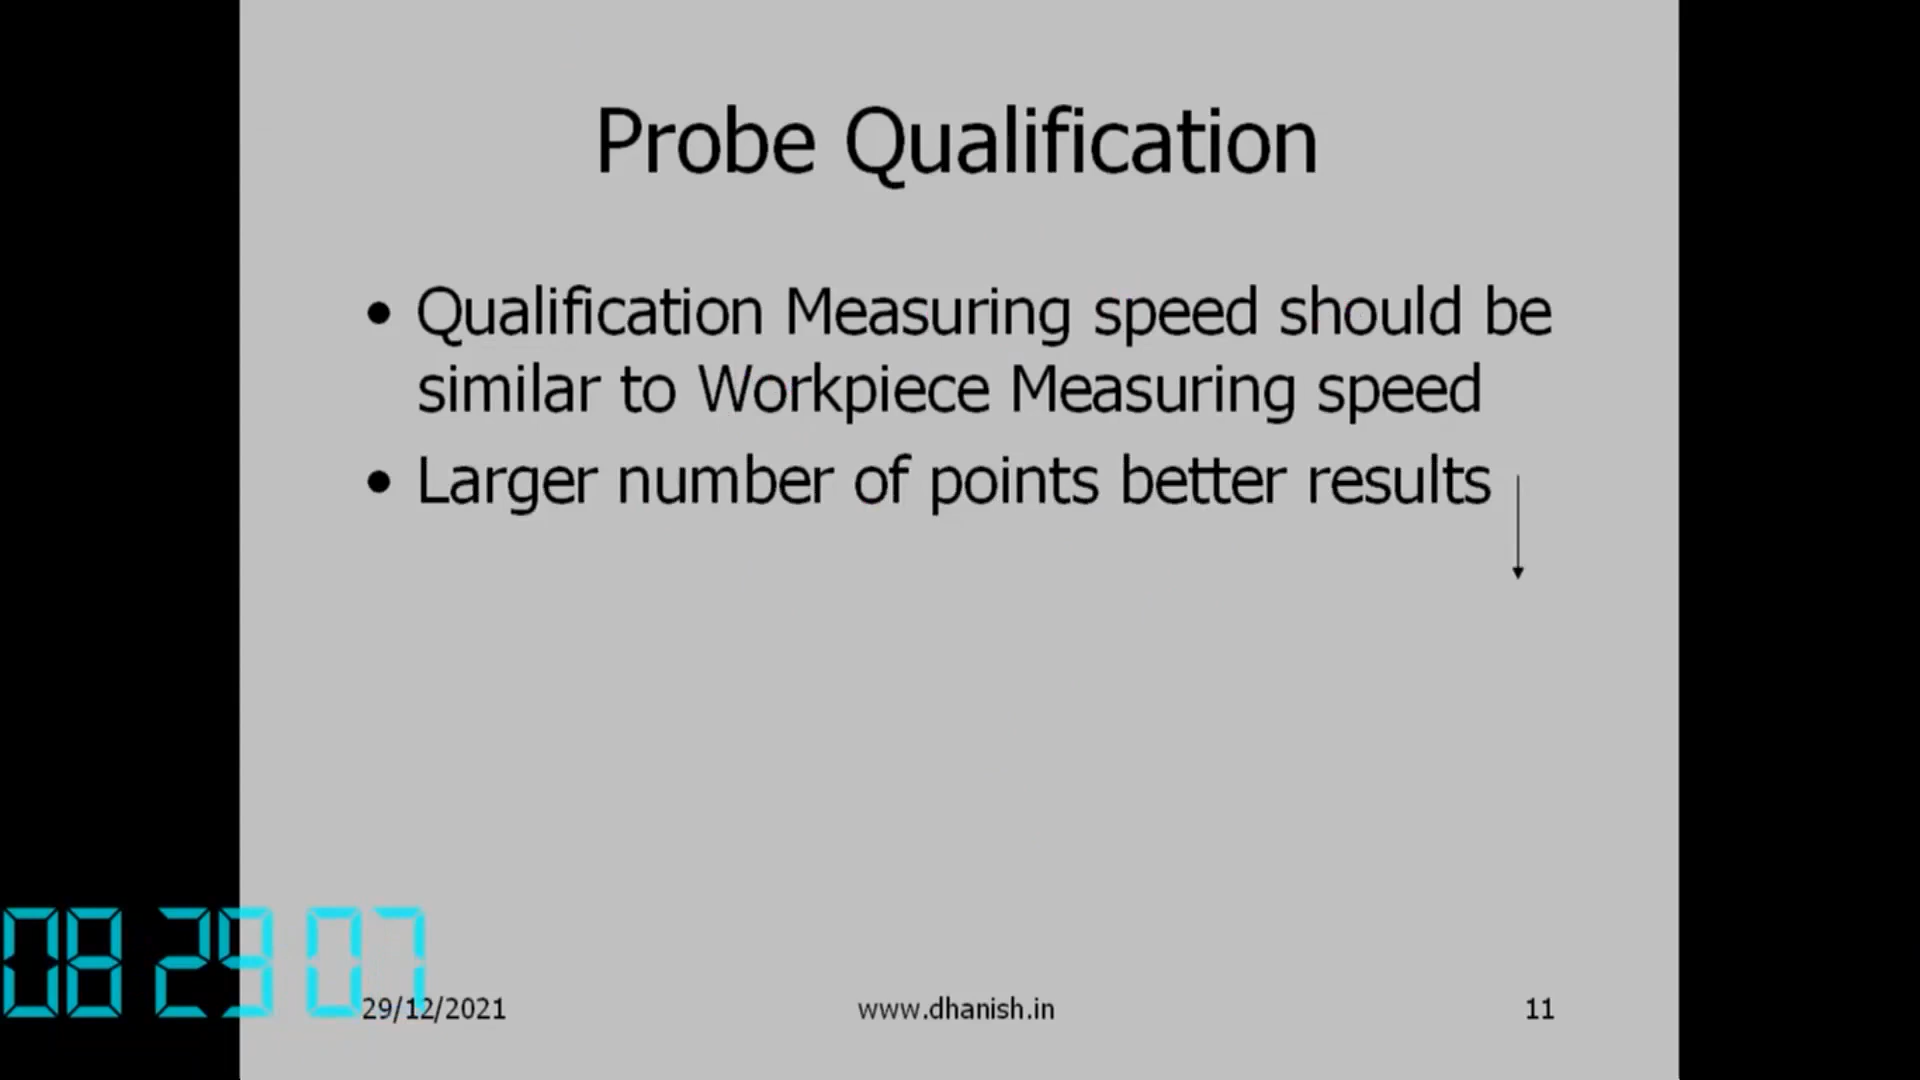 Probe Qualification
• Qualification Measuring speed should be
similar to Workpiece Measuring speed
• Larger number of points better results
08 29 07
29/12/2021
www.dhanish.in
11